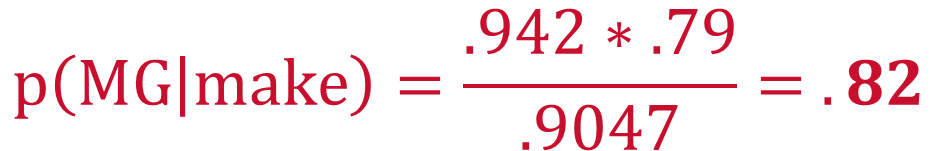 .942 * .79
p(MG|make) = = .82
.9047